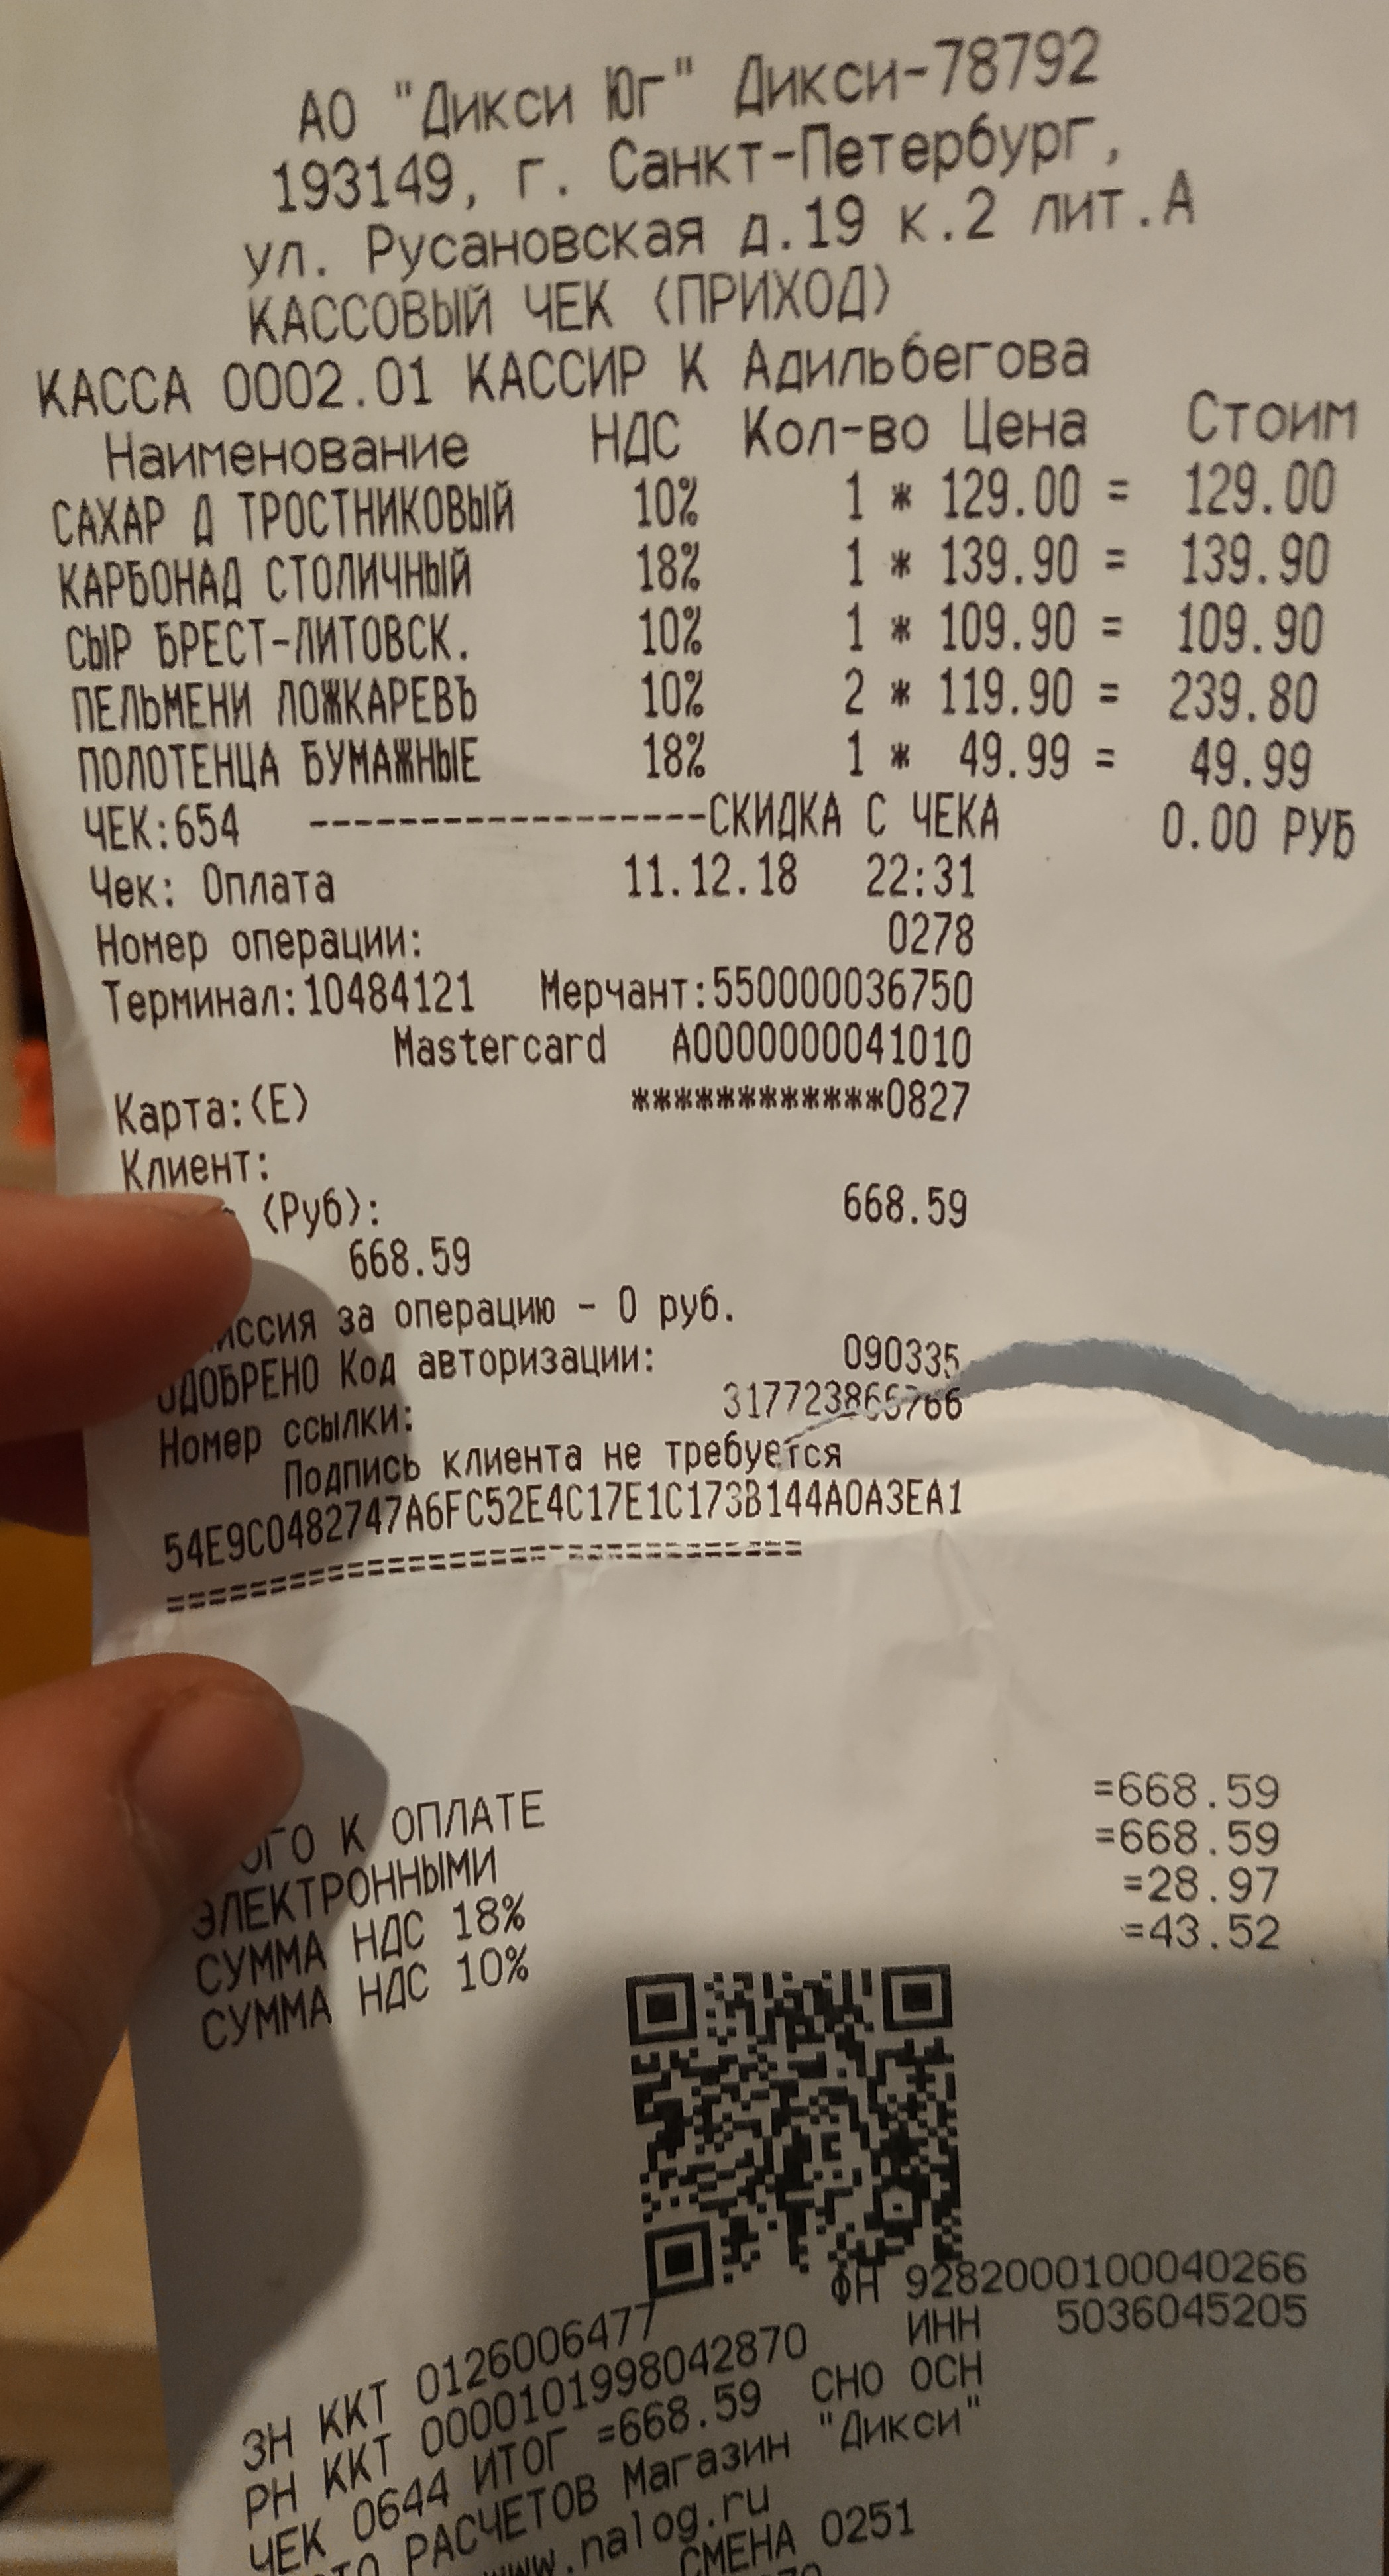 АО "Дикси Юг" Дикси-78792
193149, г. Санкт-Петербург,
ул. Русановская д.19 к.2 лит.А
КАССОВЫЙ ЧЕК (ПРИХОД)
КАССА 0002.01 КАССИР К Адильбегова
Наименование НДС Кол-во Цена Стоим
САХАР Д ТРОСТНИКОВЫЙ 10% 1 * 129.00 = 129.00
КАРБОНАД СТОЛИЧНЫЙ 18% 1 * 139.90 = 139.90
СЫР БРЕСТ-ЛИТОВСК. 10% 1 * 109.90 = 109.90
ПЕЛЬМЕНИ ЛОЖКАРЕВЪ 10% 2 * 119.90 = 239.80
ПОЛОТЕНЦА БУМАЖНЫЕ 18% 1 * 49.99 = 49.99
ЧЕК:654 ------------------СКИДКА С ЧЕКА 0.00 РУБ
Чек: Оплата 11.12.18 22:31
Номер операции: 0278
Терминал:10484121 Мерчант:550000036750
Mastercard A0000000041010
Карта:(E) ************0827
Клиент:
(Руб): 668.59
668.59
иссия за операцию - 0 руб.
ОДОБРЕНО Код авторизации: 090335
Номер ссылки: 317723866766
Подпись клиента не требуется
54E9C0482747A6FC52E4C17E1C173B144A0A3EA1
==================================
ОГО К ОПЛАТЕ =668.59
ЭЛЕКТРОННЫМИ =668.59
СУММА НДС 18% =28.97
СУММА НДС 10% =43.52
ЗН ККТ 0126006477 ФН 9282000100040266
РН ККТ 0000101998042870 ИНН 5036045205
ЧЕК 0644 ИТОГ =668.59 СНО ОСН
РАСЧЕТОВ Магазин "Дикси"
www.nalog.ru
СМЕНА 0251